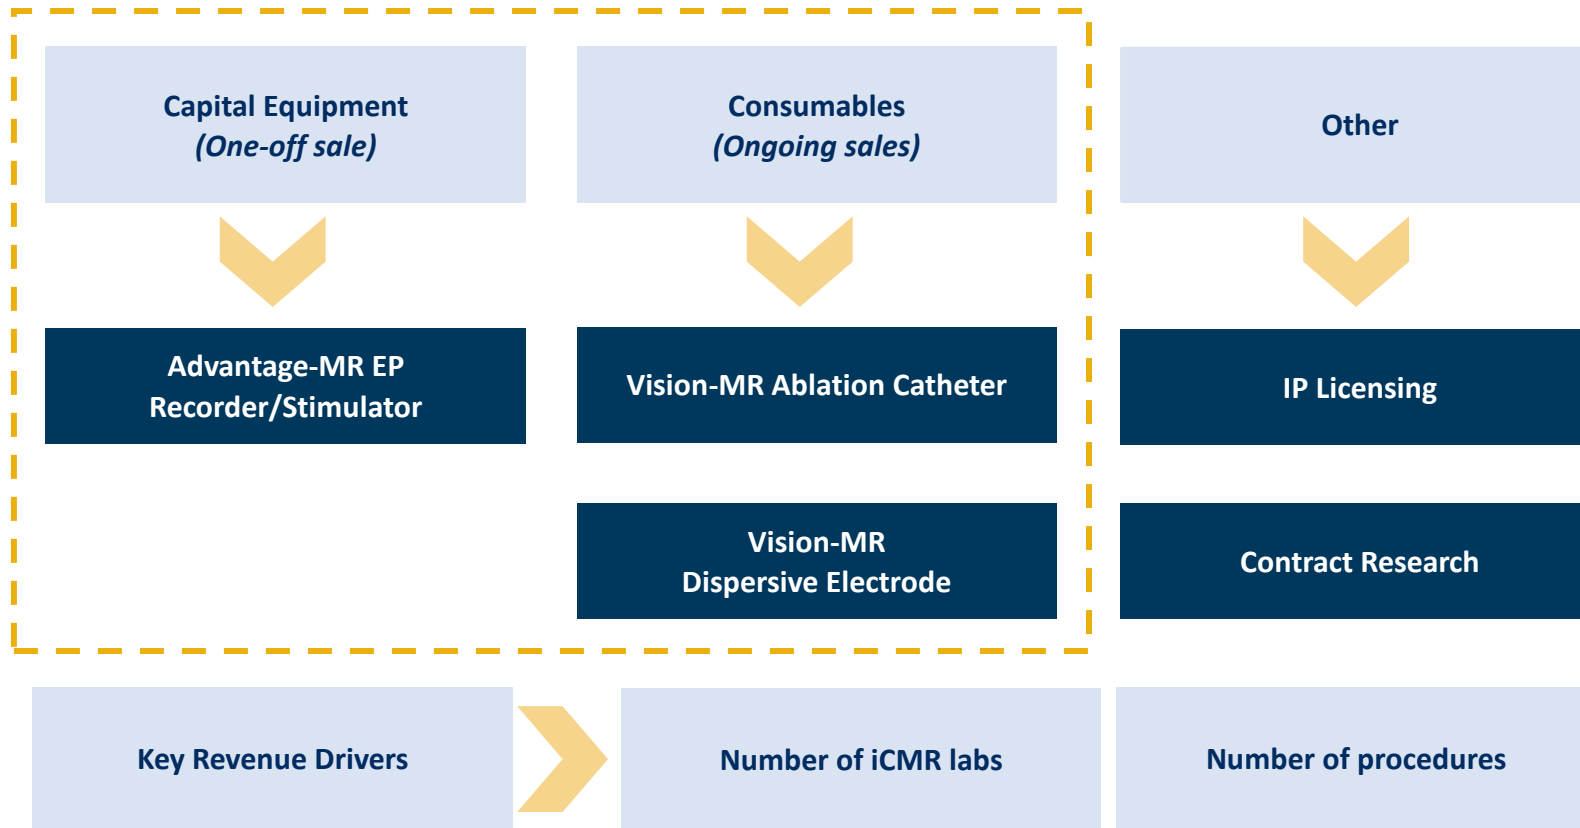 Capital Equipment
(One-off sale)
Consumables
(Ongoing sales)
Other
Advantage-MR EP
Recorder/Stimulator
Vision-MR Ablation Catheter
IP Licensing
Vision-MR
Dispersive Electrode
Contract Research
Key Revenue Drivers
Number of iCMR labs
Number of procedures